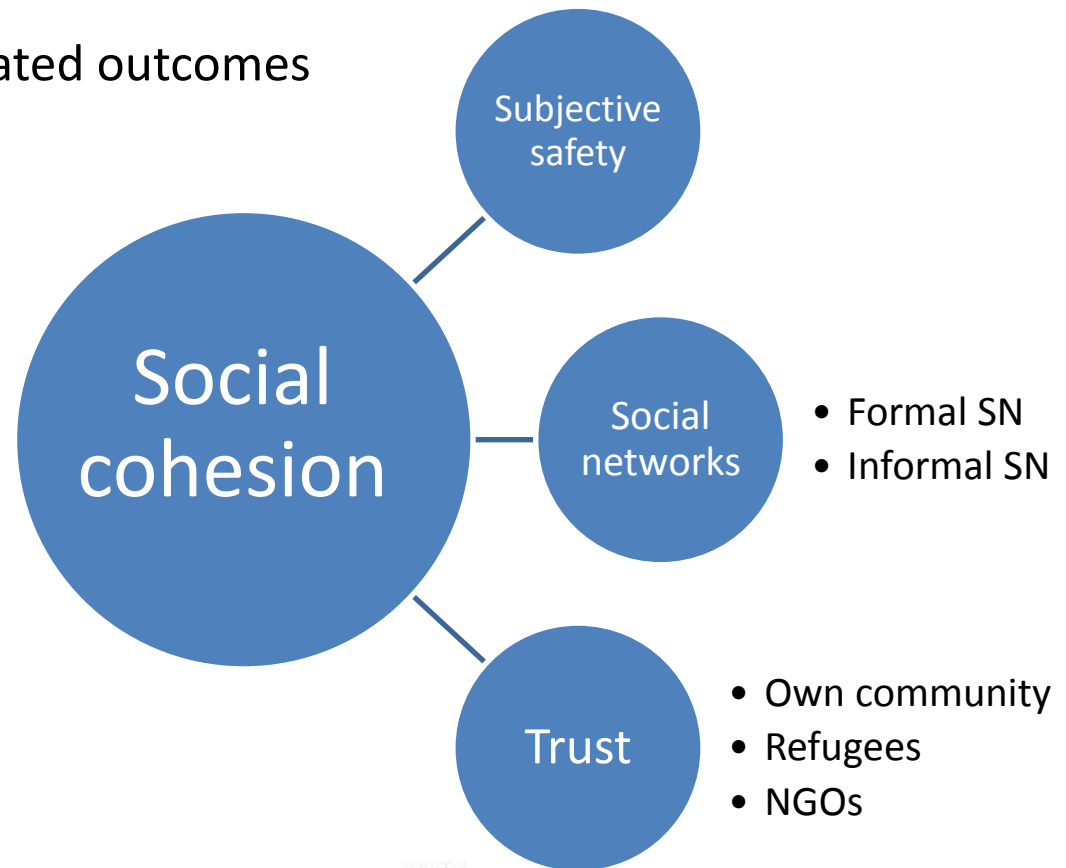 ated outcomes
Subjective
safety
Social
cohesion
Social
networks
• Formal SN
• Informal SN
Trust
• Own community
• Refugees
• NGOs